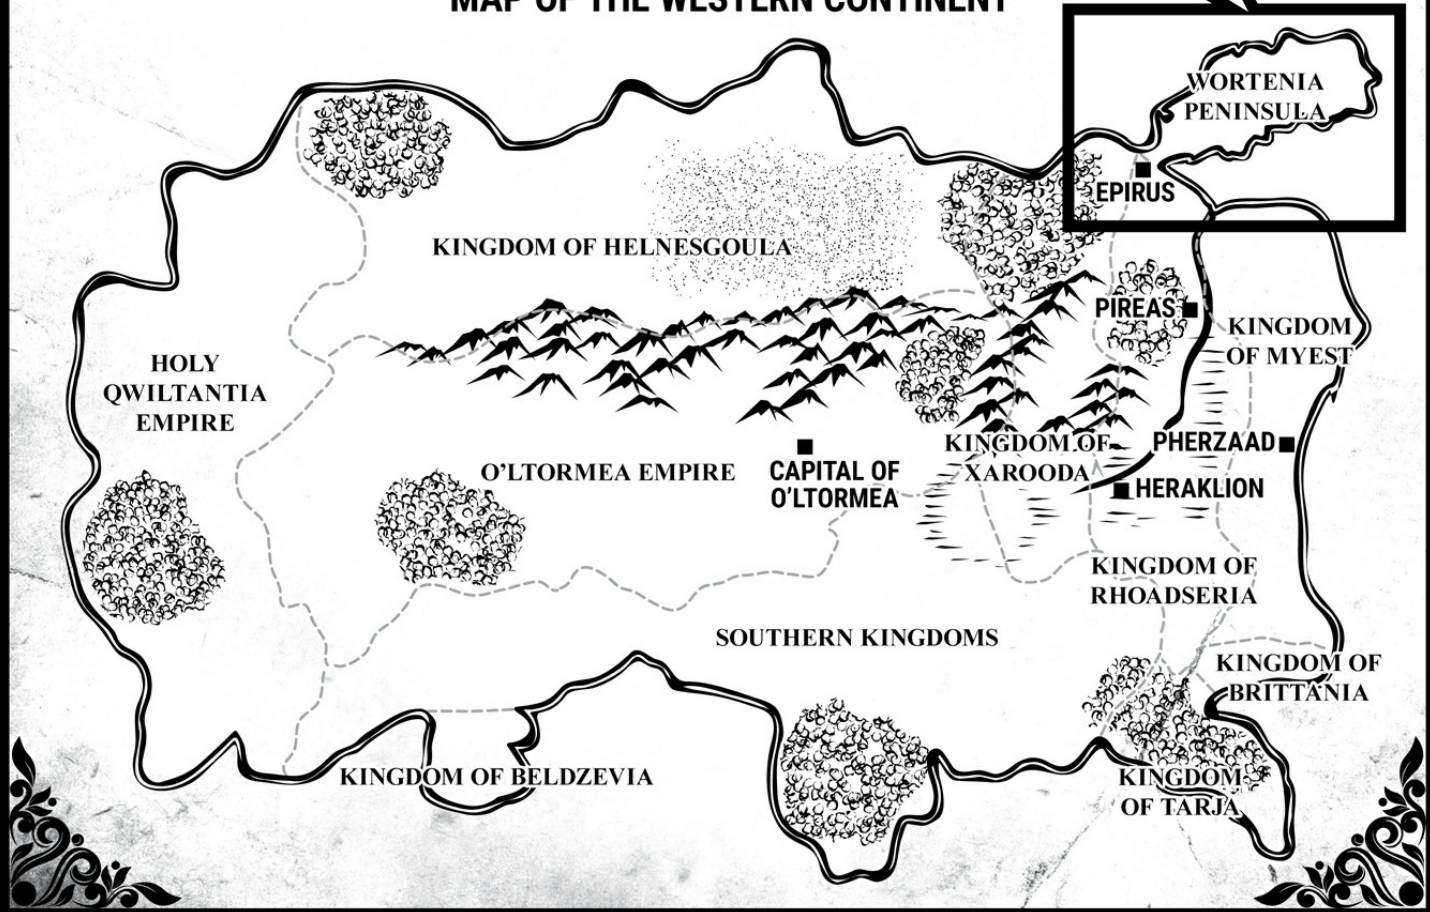 MAP OF THE WESTERN CONTINENT
WORTENIA
PENINSULA
EPIRUS
KINGDOM OF HELNESGOULA
PIREAS
KINGDOM
OF MYEST
HOLY
QWILTANTIA
EMPIRE
O'LTORMEA EMPIRE
CAPITAL OF
O'LTORMEA
KINGDOM OF
XAROODA
PHERZAAD
HERAKLION
KINGDOM OF
RHOADSERIA
SOUTHERN KINGDOMS
KINGDOM OF
BRITTANIA
KINGDOM OF BELDZEVIA
KINGDOM
OF TARJA